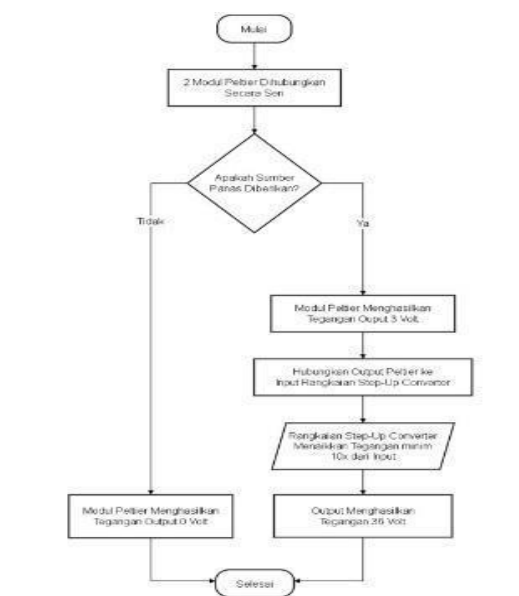 Mulai
2 Modul Peltier Dihubungkan
Secara Seri
Apakah Sumber
Panas Diberikan?
Tidak
Ya
Modul Peltier Menghasilkan
Tegangan Ouput 3 Volt
Hubungkan Output Peltier ke
Input Rangkaian Step-Up Converter
Rangkaian Step-Up Converter
Menaikkan Tegangan minim
10x dari Input
Modul Peltier Menghasilkan
Tegangan Output 0 Volt
Output Menghasilkan
Tegangan 36 Volt
Selesai